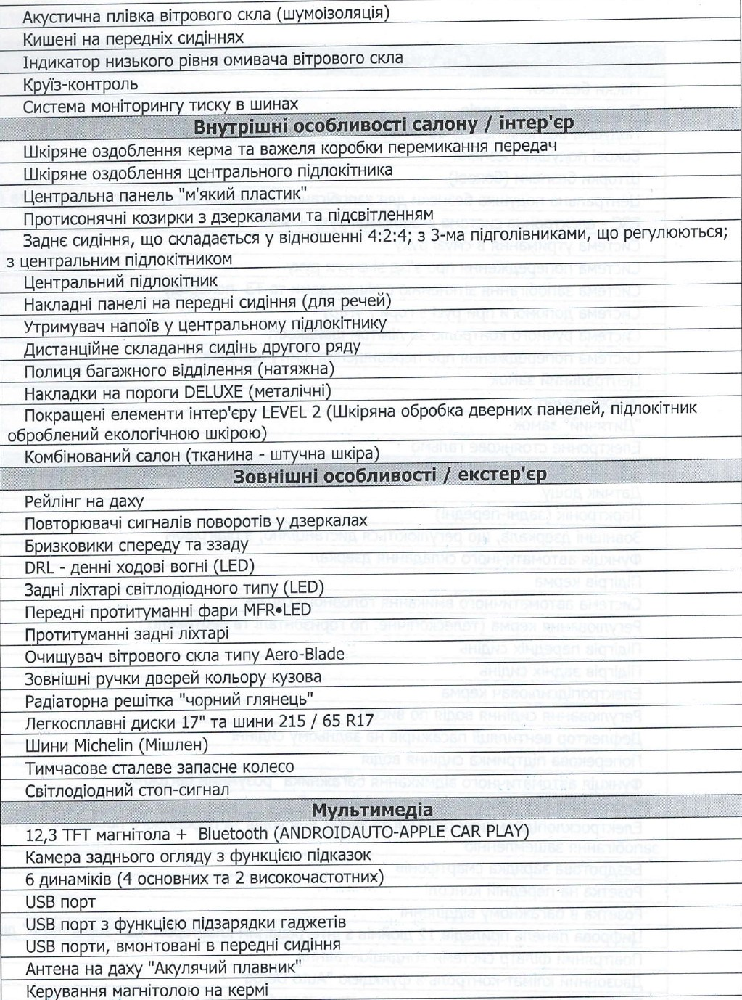 Акустична плівка вітрового скла (шумоізоляція)
Кишені на передніх сидіннях
Індикатор низького рівня омивача вітрового скла
Круїз-контроль
Система моніторингу тиску в шинах
Внутрішні особливості салону / інтер'єр
Шкіряне оздоблення керма та важеля коробки перемикання передач
Шкіряне оздоблення центрального підлокітника
Центральна панель "м'який пластик"
Протисонячні козирки з дзеркалами та підсвітленням
Заднє сидіння, що складається у відношенні 4:2:4; з 3-ма підголівниками, що регулюються;
з центральним підлокітником
Центральний підлокітник
Накладні панелі на передні сидіння (для речей)
Утримувач напоїв у центральному підлокітнику
Дистанційне складання сидінь другого ряду
Полиця багажного відділення (натяжна)
Накладки на пороги DELUXE (металічні)
Покращені елементи інтер'єру LEVEL 2 (Шкіряна обробка дверних панелей, підлокітник
оброблений екологічною шкірою)
Комбінований салон (тканина - штучна шкіра)
Зовнішні особливості / екстер'єр
Рейлінг на даху
Повторювачі сигналів поворотів у дзеркалах
Бризковики спереду та ззаду
DRL - денні ходові вогні (LED)
Задні ліхтарі світлодіодного типу (LED)
Передні протитуманні фари MFR•LED
Протитуманні задні ліхтарі
Очищувач вітрового скла типу Aero-Blade
Зовнішні ручки дверей кольору кузова
Радіаторна решітка "чорний глянець"
Легкосплавні диски 17" та шини 215 / 65 R17
Шини Michelin (Мішлен)
Тимчасове сталеве запасне колесо
Світлодіодний стоп-сигнал
Мультимедіа
12,3 TFT магнітола + Bluetooth (ANDROIDAUTO-APPLE CAR PLAY)
Камера заднього огляду з функцією підказок
6 динаміків (4 основних та 2 високочастотних)
USB порт
USB порт з функцією підзарядки гаджетів
USB порти, вмонтовані в передні сидіння
Антена на даху "Акулячий плавник"
Керування магнітолою на кермі